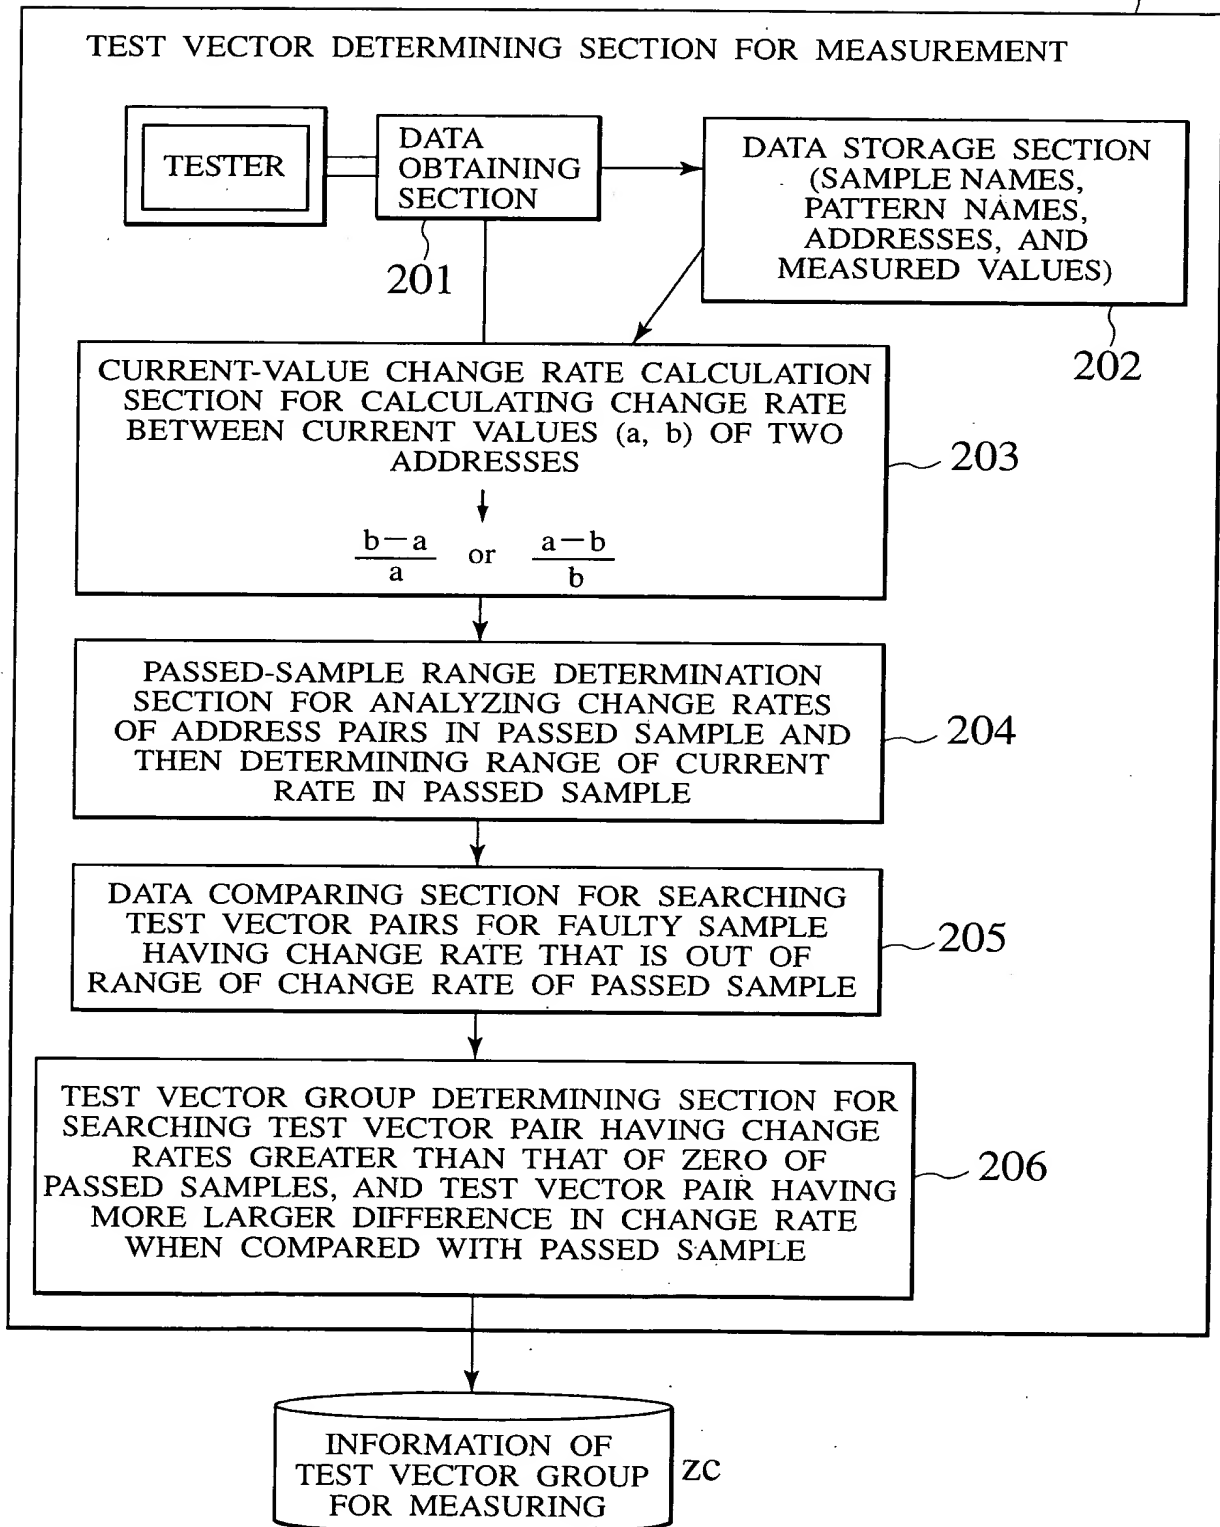 TEST VECTOR DETERMINING SECTION FOR MEASUREMENT
TESTER
DATA
OBTAINING
SECTION
201
DATA STORAGE SECTION
(SAMPLE NAMES,
PATTERN NAMES,
ADDRESSES, AND
MEASURED VALUES)
202
CURRENT-VALUE CHANGE RATE CALCULATION
SECTION FOR CALCULATING CHANGE RATE
BETWEEN CURRENT VALUES (a, b) OF TWO
ADDRESSES
203
b−a
a
or
a−b
b
PASSED-SAMPLE RANGE DETERMINATION
SECTION FOR ANALYZING CHANGE RATES
OF ADDRESS PAIRS IN PASSED SAMPLE AND
THEN DETERMINING RANGE OF CURRENT
RATE IN PASSED SAMPLE
204
DATA COMPARING SECTION FOR SEARCHING
TEST VECTOR PAIRS FOR FAULTY SAMPLE
HAVING CHANGE RATE THAT IS OUT OF
RANGE OF CHANGE RATE OF PASSED SAMPLE
205
TEST VECTOR GROUP DETERMINING SECTION FOR
SEARCHING TEST VECTOR PAIR HAVING CHANGE
RATES GREATER THAN THAT OF ZERO OF
PASSED SAMPLES, AND TEST VECTOR PAIR HAVING
MORE LARGER DIFFERENCE IN CHANGE RATE
WHEN COMPARED WITH PASSED SAMPLE
206
INFORMATION OF
TEST VECTOR GROUP
FOR MEASURING
zc